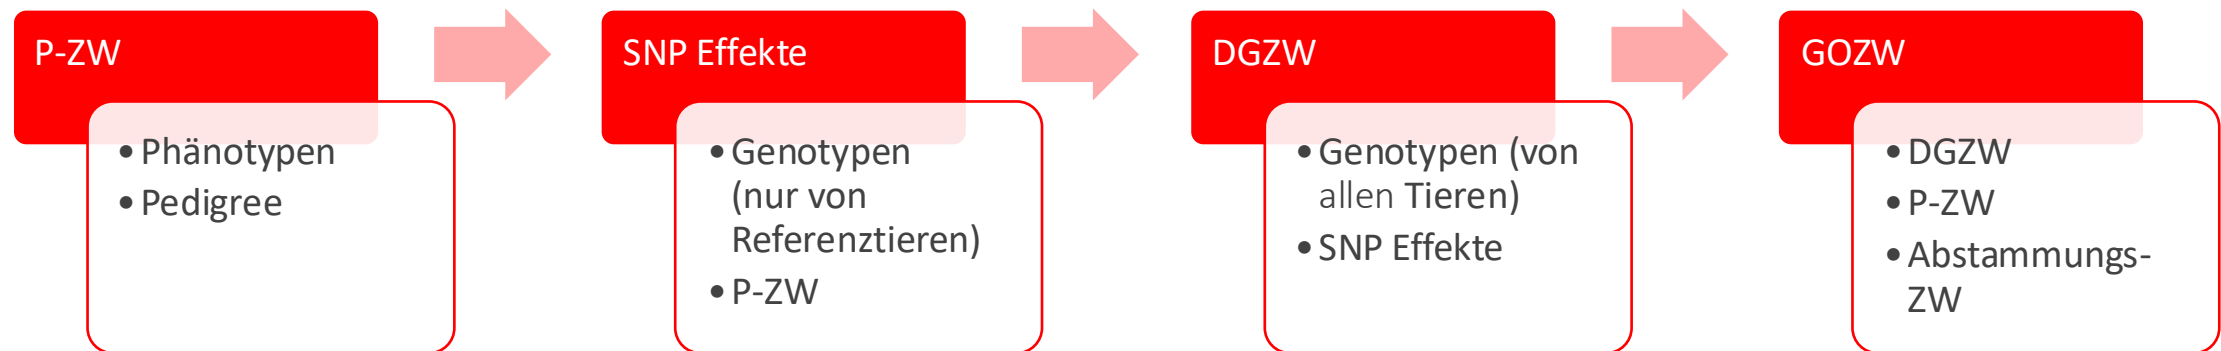 P-ZW
• Phänotypen
• Pedigree
SNP Effekte
• Genotypen
(nur von
Referenztieren)
• P-ZW
DGZW
• Genotypen (von
allen Tieren)
• SNP Effekte
GOZW
• DGZW
• P-ZW
• Abstammungs-
ZW